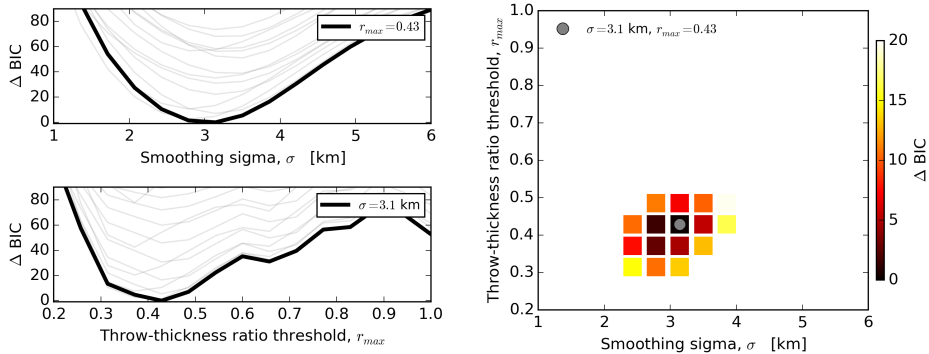 80
60
40
20
0
Δ BIC
r_max = 0.43
1 2 3 4 5 6
Smoothing sigma, σ [km]
80
60
40
20
0
Δ BIC
σ = 3.1 km
0.2 0.3 0.4 0.5 0.6 0.7 0.8 0.9 1.0
Throw-thickness ratio threshold, r_max
1.0
0.9
0.8
0.7
0.6
0.5
0.4
0.3
0.2
Throw-thickness ratio threshold, r_max
σ = 3.1 km, r_max = 0.43
1 2 3 4 5 6
Smoothing sigma, σ [km]
20
15
10
5
0
Δ BIC